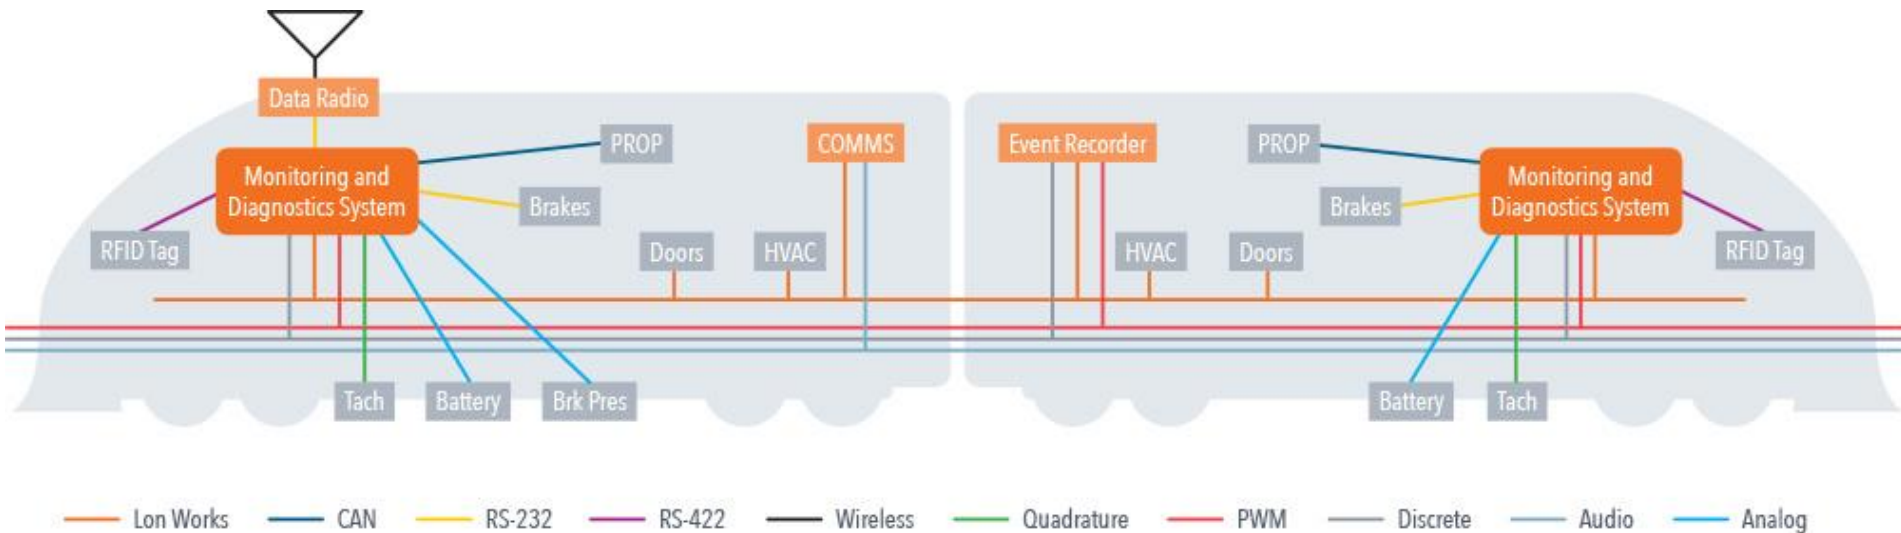 Data Radio
Monitoring and
Diagnostics System
PROP
COMMS
Event Recorder
PROP
Monitoring and
Diagnostics System
RFID Tag
Brakes
Doors
HVAC
HVAC
Doors
Brakes
RFID Tag
Tach
Battery
Brk Pres
Battery
Tach
Lon Works
CAN
RS-232
RS-422
Wireless
Quadrature
PWM
Discrete
Audio
Analog